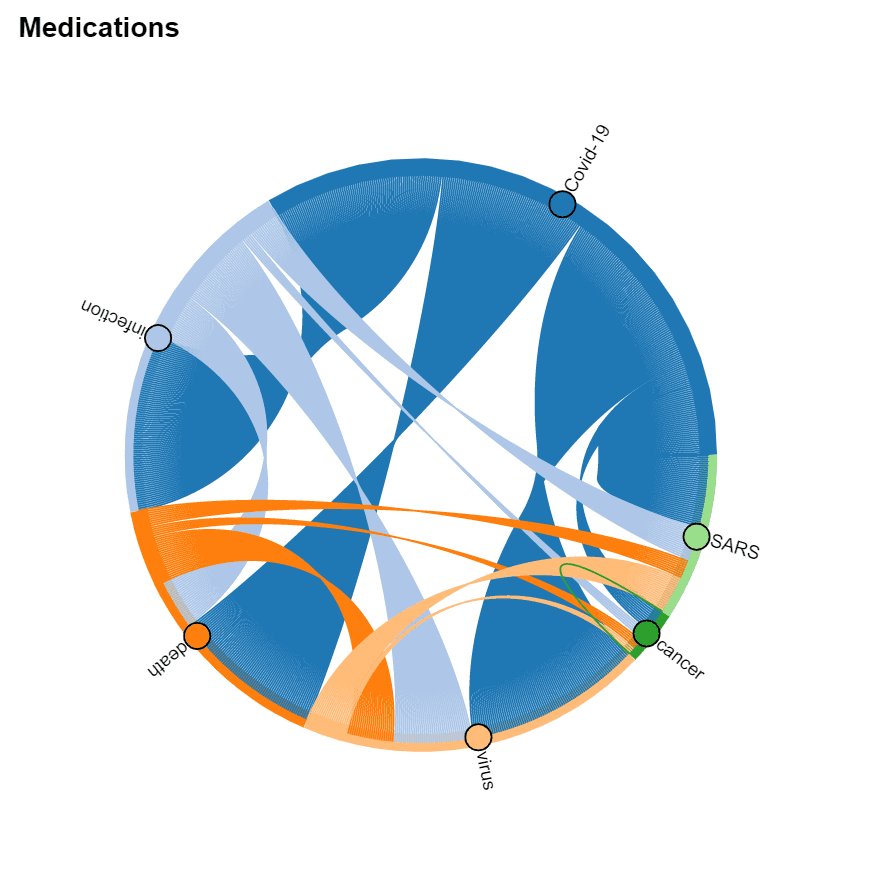 Medications
Covid-19
infection
SARS
cancer
death
virus